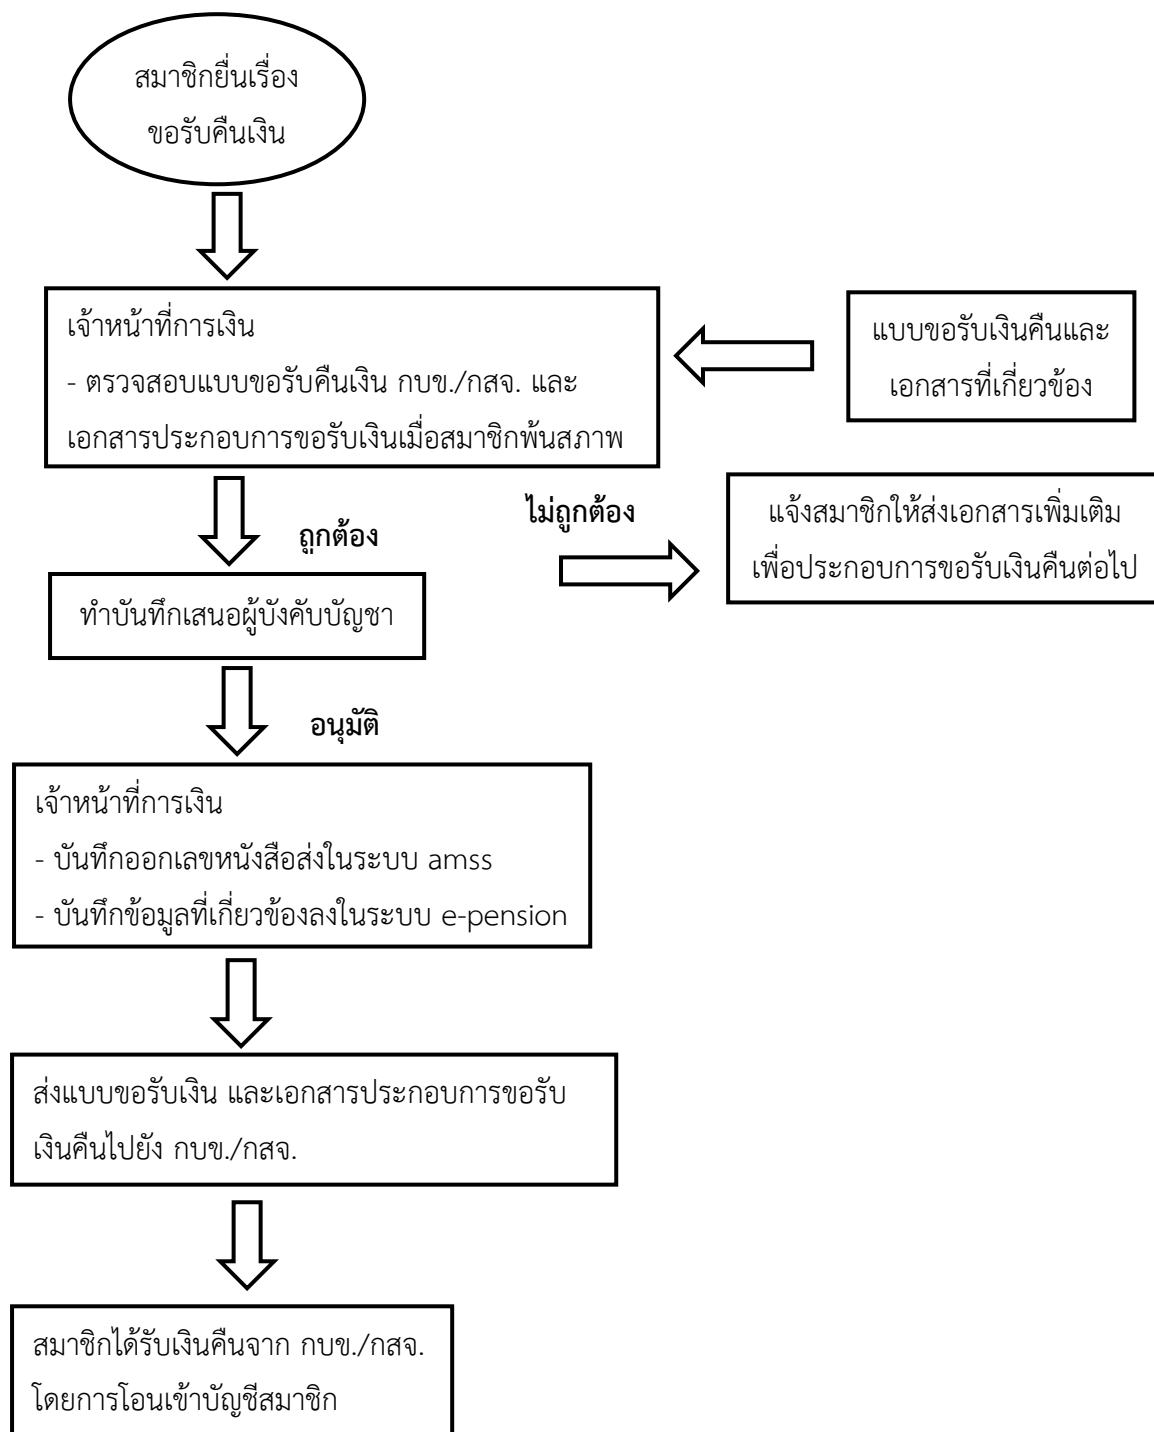 สมาชิกยื่นเรื่อง
ขอรับคืนเงิน
เจ้าหน้าที่การเงิน
- ตรวจสอบแบบขอรับคืนเงิน กบข./กสจ. และ
เอกสารประกอบการขอรับเงินเมื่อสมาชิกพ้นสภาพ
แบบขอรับเงินคืนและ
เอกสารที่เกี่ยวข้อง
ถูกต้อง
ไม่ถูกต้อง
แจ้งสมาชิกให้ส่งเอกสารเพิ่มเติม
เพื่อประกอบการขอรับเงินคืนต่อไป
ทำบันทึกเสนอผู้บังคับบัญชา
อนุมัติ
เจ้าหน้าที่การเงิน
- บันทึกออกเลขหนังสือส่งในระบบ amss
- บันทึกข้อมูลที่เกี่ยวข้องลงในระบบ e-pension
ส่งแบบขอรับเงิน และเอกสารประกอบการขอรับ
เงินคืนไปยัง กบข./กสจ.
สมาชิกได้รับเงินคืนจาก กบข./กสจ.
โดยการโอนเข้าบัญชีสมาชิก